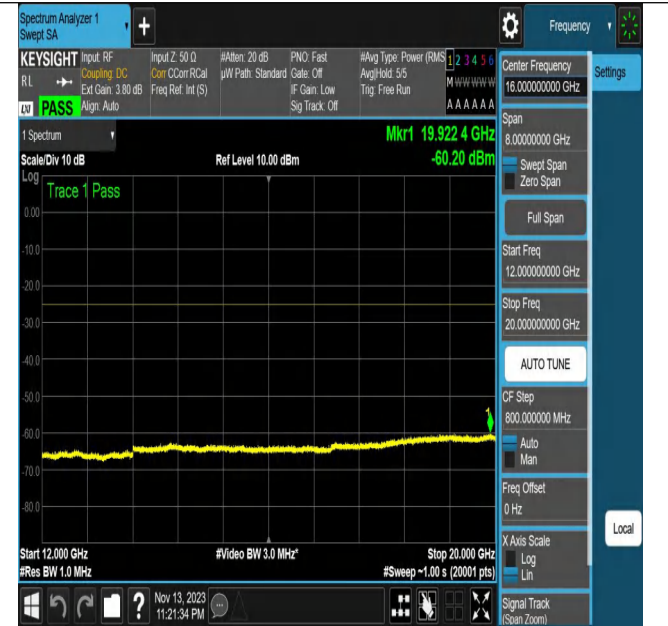 Spectrum Analyzer 1
Swept SA
+
Frequency
KEYSIGHT
RL
LXI
PASS
Input: RF
Coupling: DC
Ext Gain: 3.80 dB
Align: Auto
Input Z: 50 Ω
Corr CCorr RCal
Freq Ref: Int (S)
#Atten: 20 dB
µW Path: Standard
PNO: Fast
Gate: Off
IF Gain: Low
Sig Track: Off
#Avg Type: Power (RMS
Avg|Hold: 5/5
Trig: Free Run
1 2 3 4 5 6
M W W W W W
A A A A A A
1 Spectrum
Scale/Div 10 dB
Ref Level 10.00 dBm
Mkr1 19.922 4 GHz
-60.20 dBm
Log
Trace 1 Pass
0.00
-10.0
-20.0
-30.0
-40.0
-50.0
-60.0
-70.0
-80.0
1
Start 12.000 GHz
#Video BW 3.0 MHz*
Stop 20.000 GHz
#Res BW 1.0 MHz
#Sweep ~1.00 s (20001 pts)
Nov 13, 2023
11:21:34 PM
?
Center Frequency
16.000000000 GHz
Settings
Span
8.00000000 GHz
Swept Span
Zero Span
Full Span
Start Freq
12.000000000 GHz
Stop Freq
20.000000000 GHz
AUTO TUNE
CF Step
800.000000 MHz
Auto
Man
Freq Offset
0 Hz
X Axis Scale
Log
Lin
Local
Signal Track
(Span Zoom)